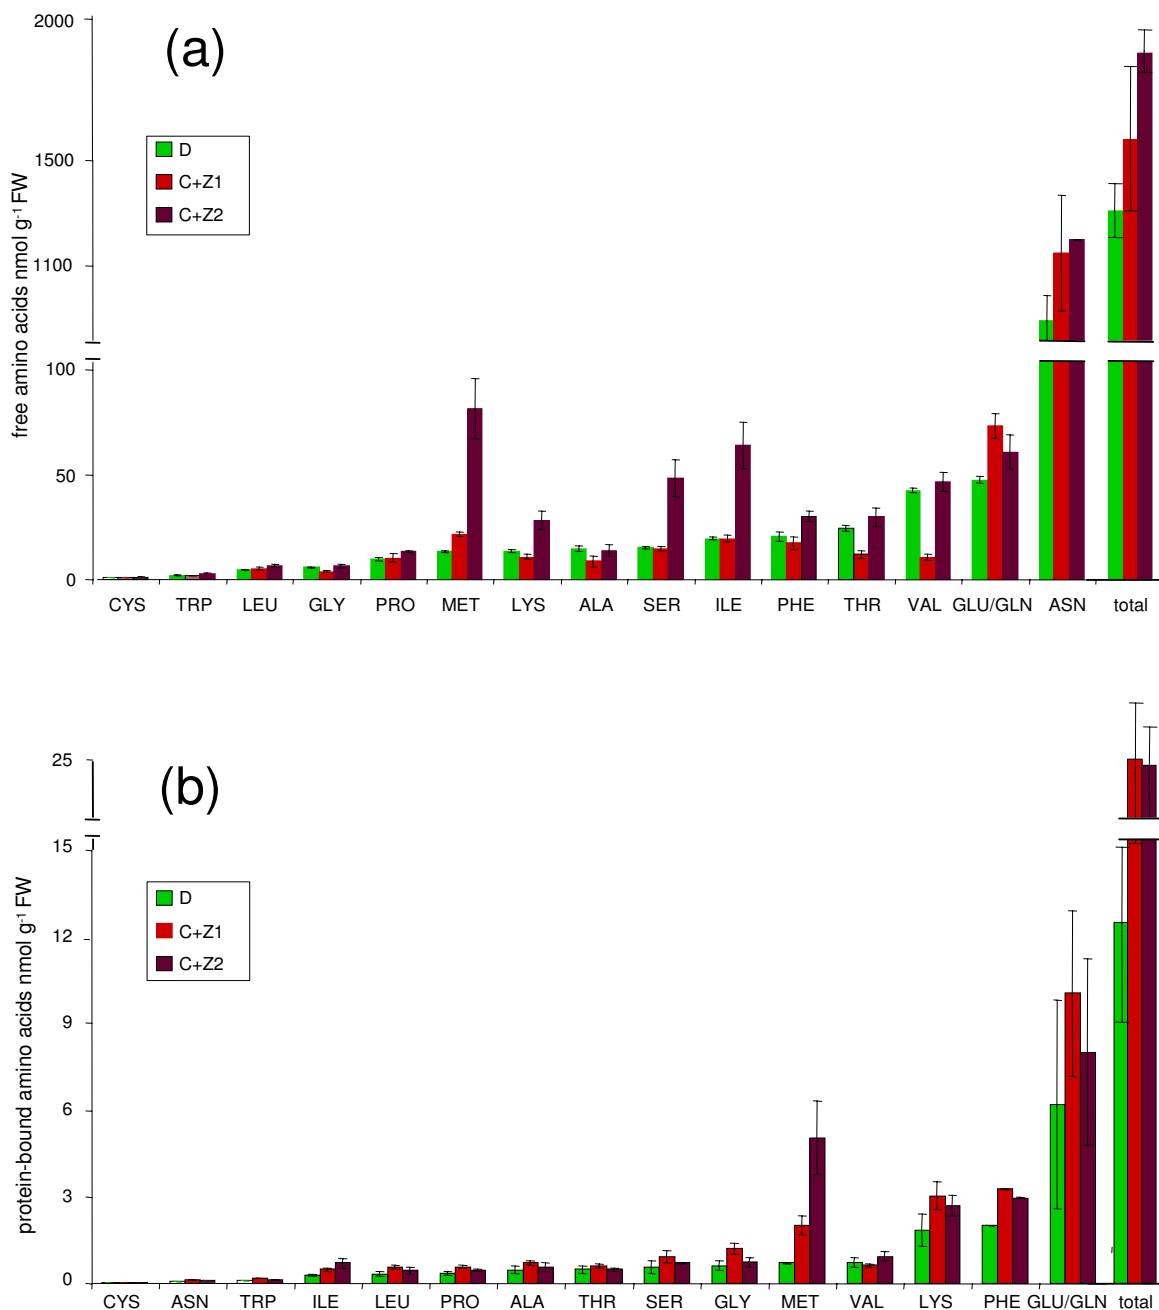 (a)
2000
1500
1100
100
50
0
free amino acids nmol g-1 FW
D
C+Z1
C+Z2
CYS TRP LEU GLY PRO MET LYS ALA SER ILE PHE THR VAL GLU/GLN ASN total
(b)
25
15
12
9
6
3
0
protein-bound amino acids nmol g-1 FW
D
C+Z1
C+Z2
CYS ASN TRP ILE LEU PRO ALA THR SER GLY MET VAL LYS PHE GLU/GLN total